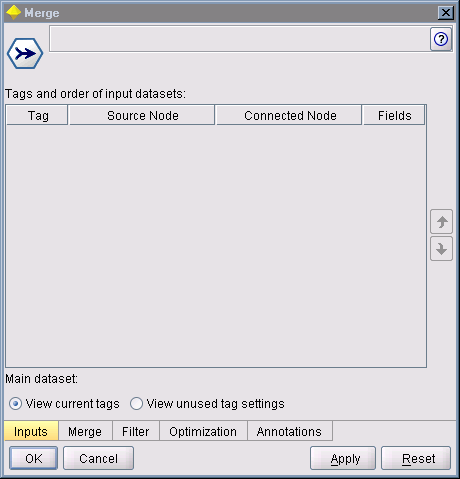 Merge
?
Tags and order of input datasets:
Tag Source Node Connected Node Fields
Main dataset:
View current tags View unused tag settings
Inputs Merge Filter Optimization Annotations
OK Cancel Apply Reset